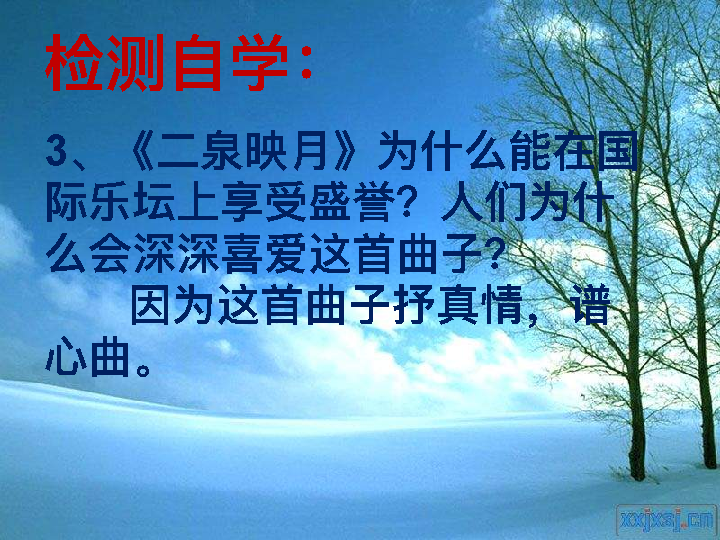 检测自学：
3、《二泉映月》为什么能在国
际乐坛上享受盛誉？人们为什
么会深深喜爱这首曲子？
因为这首曲子抒真情，谱
心曲。
xxjxsj.cn